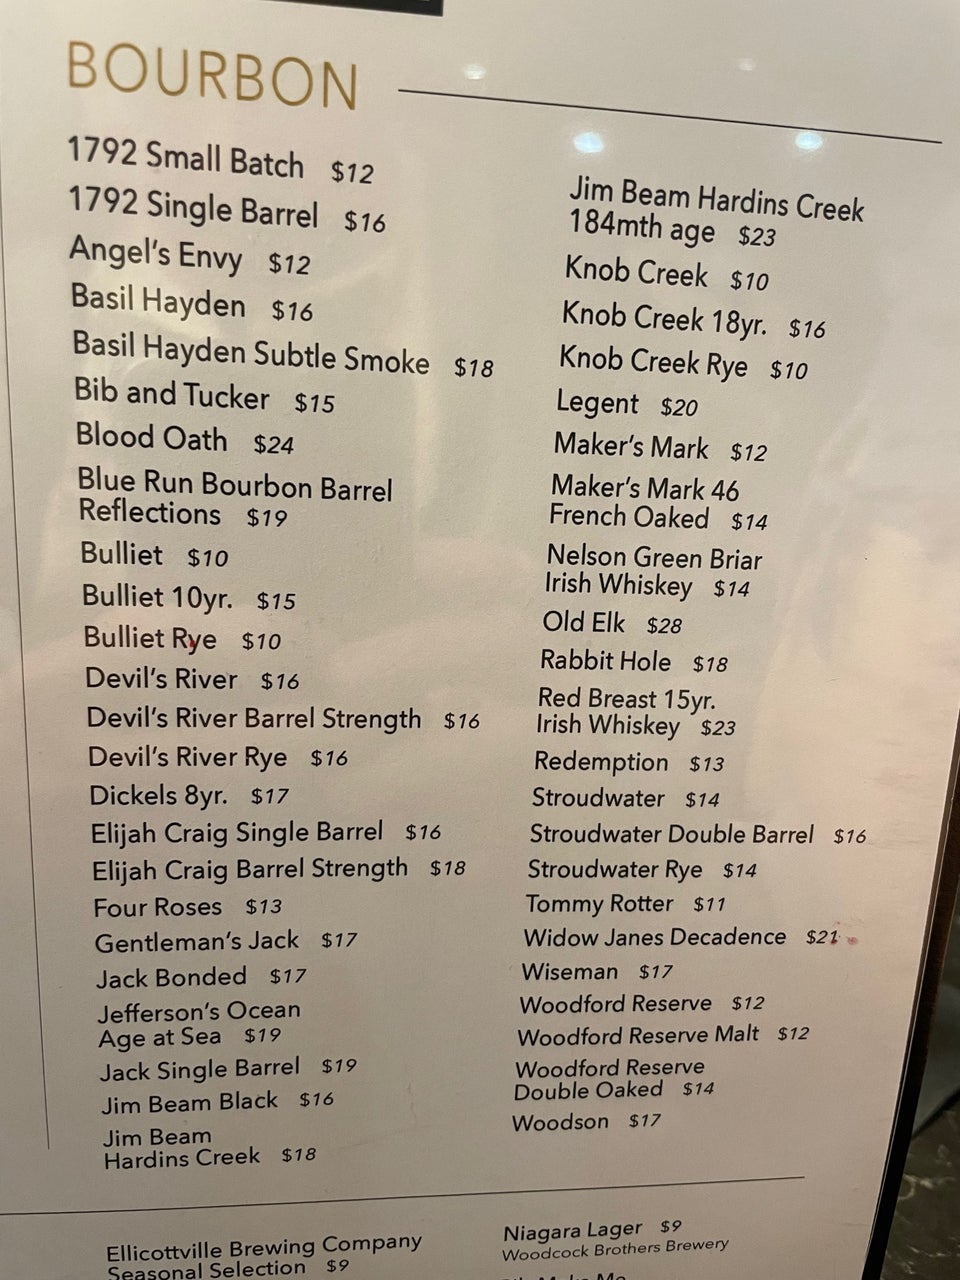 BOURBON
1792 Small Batch $12
1792 Single Barrel $16
Angel's Envy $12
Basil Hayden $16
Basil Hayden Subtle Smoke $18
Bib and Tucker $15
Blood Oath $24
Blue Run Bourbon Barrel
Reflections $19
Bulliet $10
Bulliet 10yr. $15
Bulliet Rye $10
Devil's River $16
Devil's River Barrel Strength $16
Devil's River Rye $16
Dickels 8yr. $17
Elijah Craig Single Barrel $16
Elijah Craig Barrel Strength $18
Four Roses $13
Gentleman's Jack $17
Jack Bonded $17
Jefferson's Ocean
Age at Sea $19
Jack Single Barrel $19
Jim Beam Black $16
Jim Beam
Hardins Creek $18
Jim Beam Hardins Creek
184mth age $23
Knob Creek $10
Knob Creek 18yr. $16
Knob Creek Rye $10
Legent $20
Maker's Mark $12
Maker's Mark 46
French Oaked $14
Nelson Green Briar
Irish Whiskey $14
Old Elk $28
Rabbit Hole $18
Red Breast 15yr.
Irish Whiskey $23
Redemption $13
Stroudwater $14
Stroudwater Double Barrel $16
Stroudwater Rye $14
Tommy Rotter $11
Widow Janes Decadence $21
Wiseman $17
Woodford Reserve $12
Woodford Reserve Malt $12
Woodford Reserve
Double Oaked $14
Woodson $17
Ellicottville Brewing Company
Seasonal Selection $9
Niagara Lager $9
Woodcock Brothers Brewery